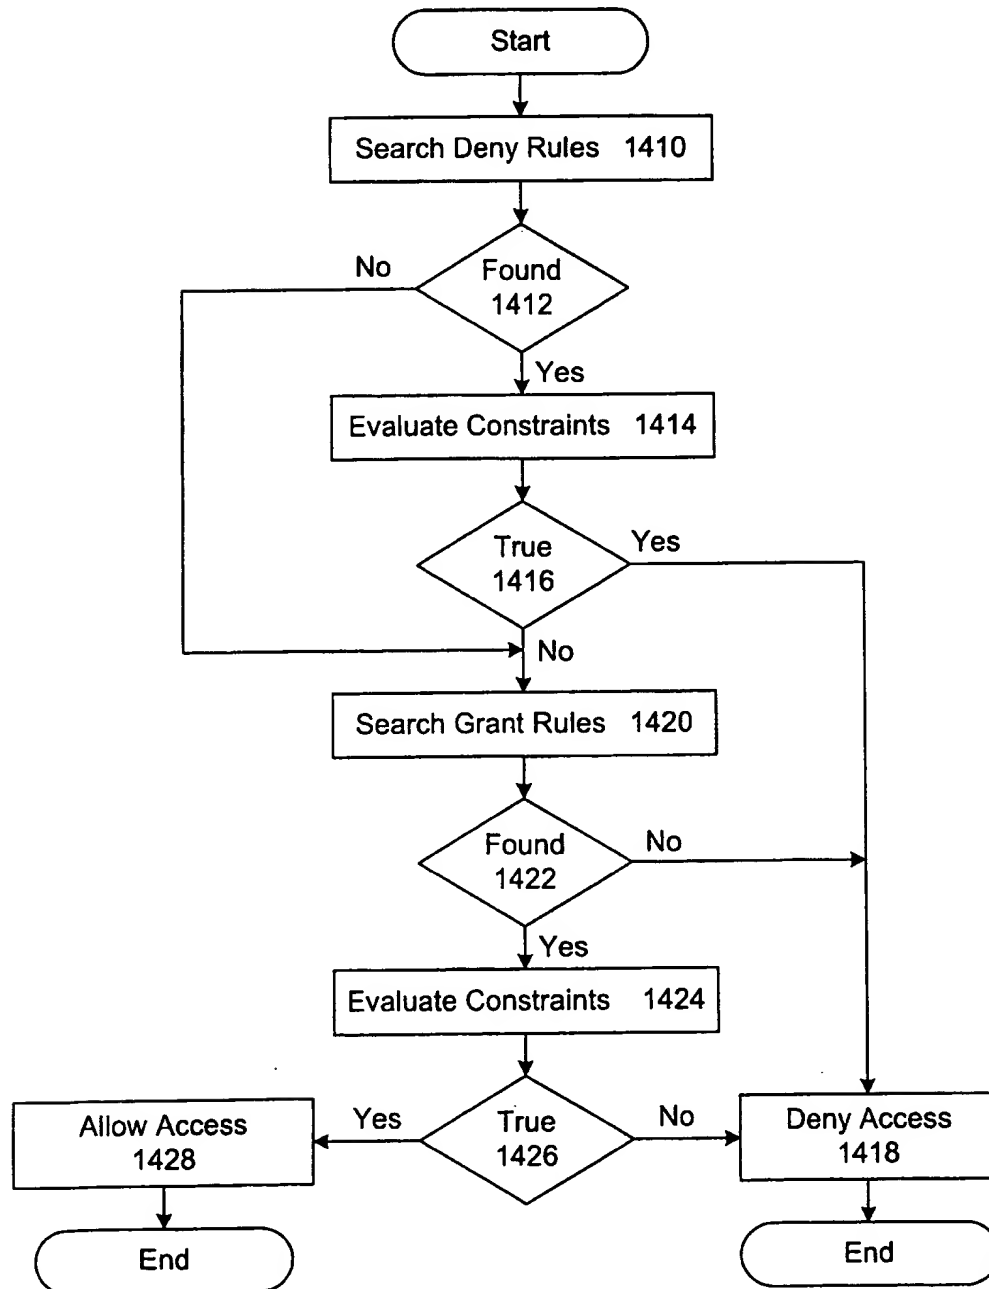 Start
Search Deny Rules 1410
No
Found
1412
Yes
Evaluate Constraints 1414
True
1416
Yes
No
Search Grant Rules 1420
Found
1422
No
Yes
Evaluate Constraints 1424
Allow Access
1428
Yes
True
1426
No
Deny Access
1418
End
End